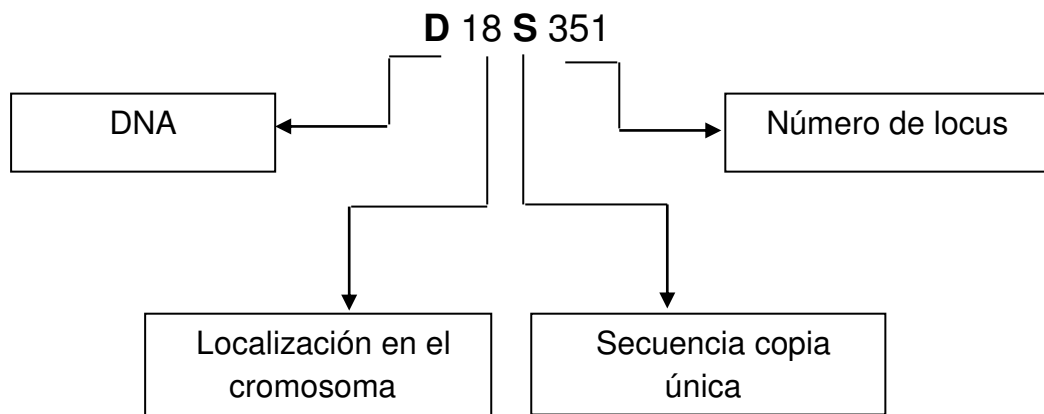 D 18 S 351
DNA
Número de locus
Localización en el
cromosoma
Secuencia copia
única